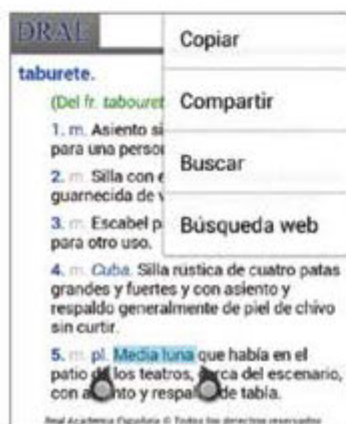 DRAE
Copiar
taburete.
(Del fr. tabouret
Compartir
1. m. Asiento si
para una perso
Buscar
2. m. Silla con e
guarnecida de v
3. m. Escabel p
para otro uso.
Búsqueda web
4. m. Cuba. Silla rústica de cuatro patas
grandes y fuertes y con asiento y
respaldo generalmente de piel de chivo
sin curtir.
5. m. pl. Media luna que había en el
patio de los teatros, cerca del escenario,
con asiento y respaldo de tabla.
Real Academia Española © Todos los derechos reservados